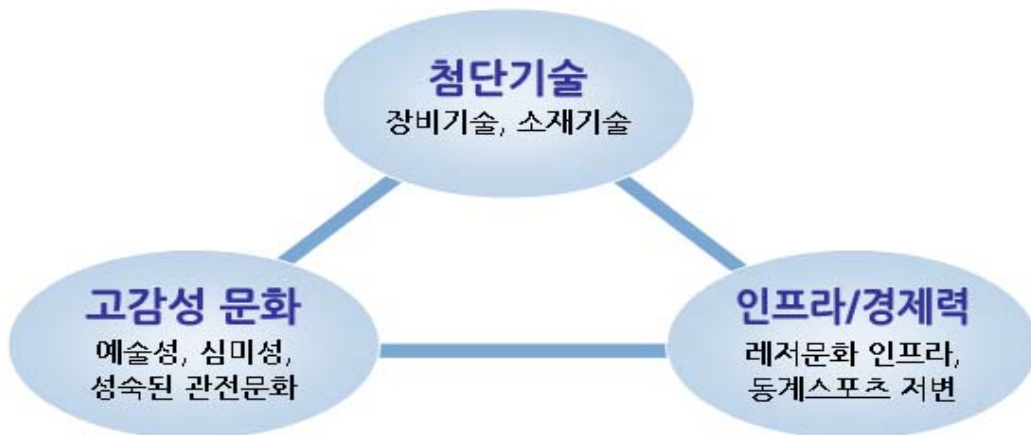 첨단기술
장비기술, 소재기술
고감성 문화
예술성, 심미성,
성숙된 관전문화
인프라/경제력
레저문화 인프라,
동계스포츠 저변